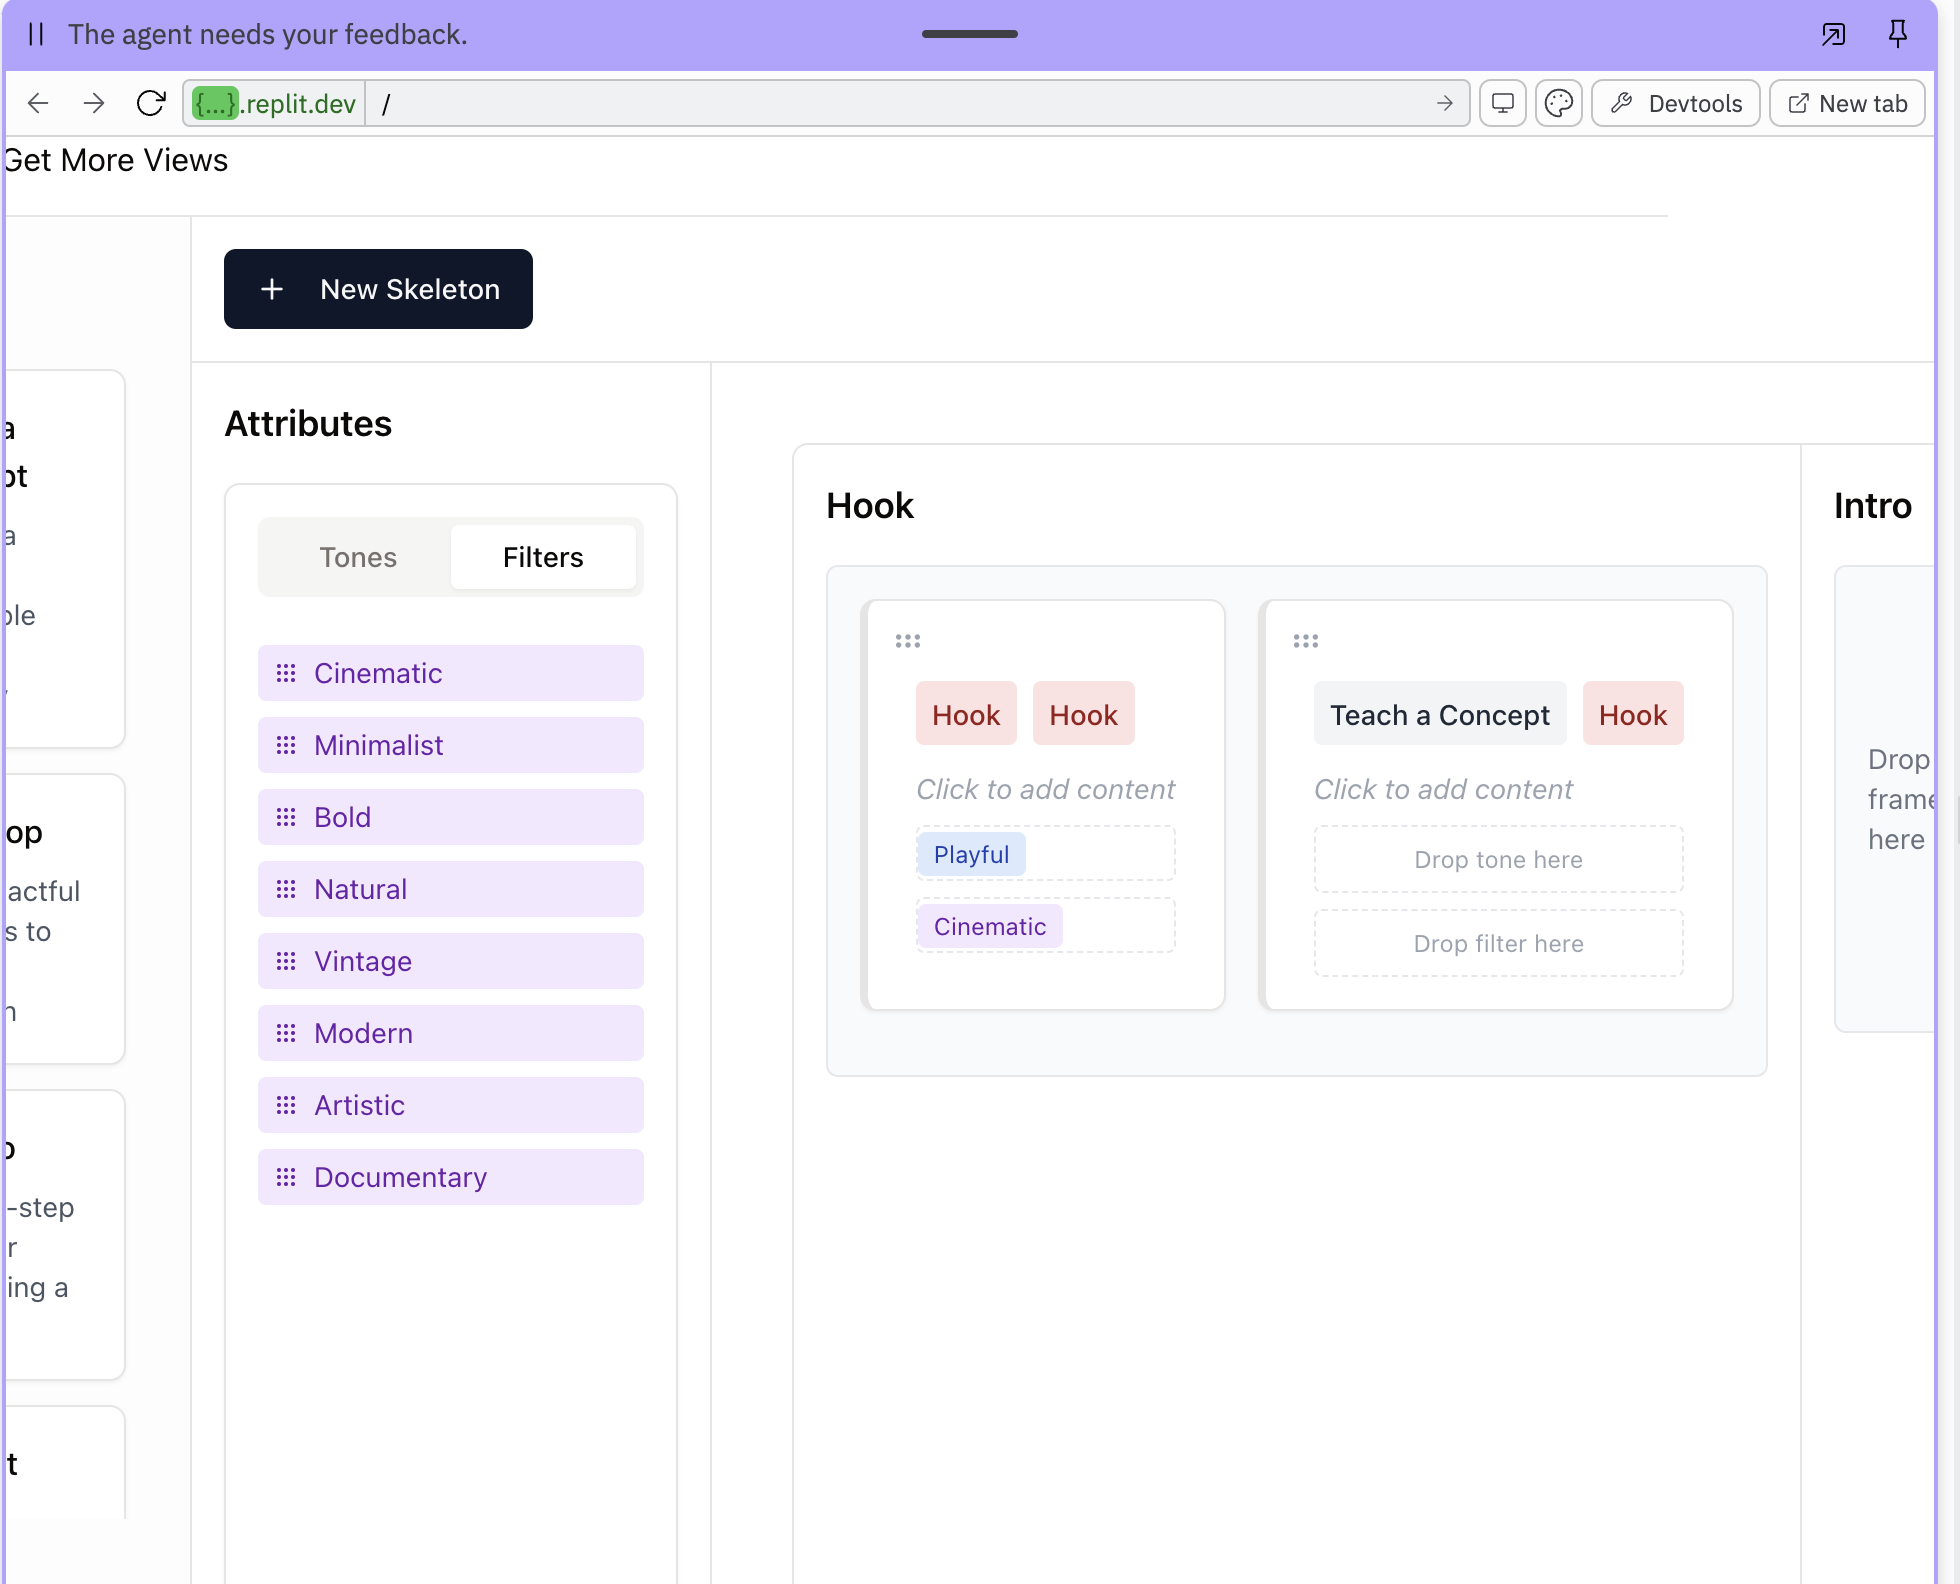 The agent needs your feedback.
{...}.replit.dev /
Devtools
New tab
Get More Views
New Skeleton
a
pt
a
ple
op
actful
s to
n
p
-step
r
ing a
t
Attributes
Tones
Filters
Cinematic
Minimalist
Bold
Natural
Vintage
Modern
Artistic
Documentary
Hook
Hook Hook
Click to add content
Playful
Cinematic
Teach a Concept Hook
Click to add content
Drop tone here
Drop filter here
Intro
Drop
frame
here